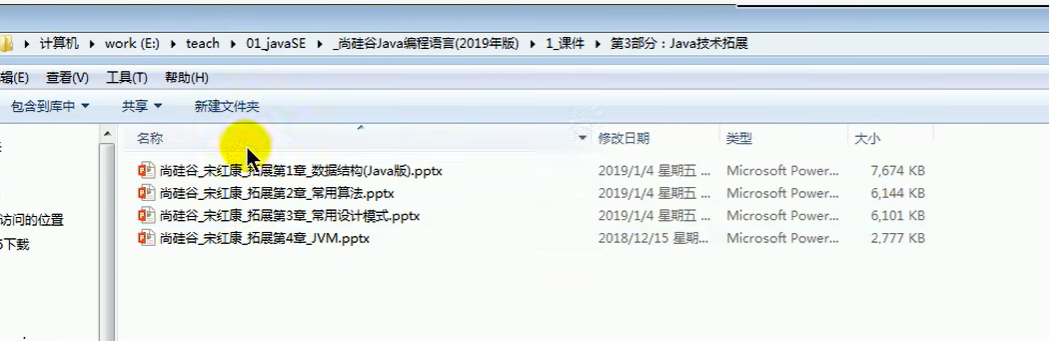 计算机 work (E:) teach 01_javaSE _尚硅谷Java编程语言(2019年版) 1_课件 第3部分：Java技术拓展
辑(E) 查看(V) 工具(T) 帮助(H)
包含到库中 共享 新建文件夹
名称 修改日期 类型 大小
尚硅谷_宋红康_拓展第1章_数据结构(Java版).pptx 2019/1/4 星期五 ... Microsoft Power... 7,674 KB
尚硅谷_宋红康_拓展第2章_常用算法.pptx 2019/1/4 星期五 ... Microsoft Power... 6,144 KB
尚硅谷_宋红康_拓展第3章_常用设计模式.pptx 2019/1/4 星期五 ... Microsoft Power... 6,101 KB
访问的位置
尚硅谷_宋红康_拓展第4章_JVM.pptx 2018/12/15 星期... Microsoft Power... 2,777 KB
下载